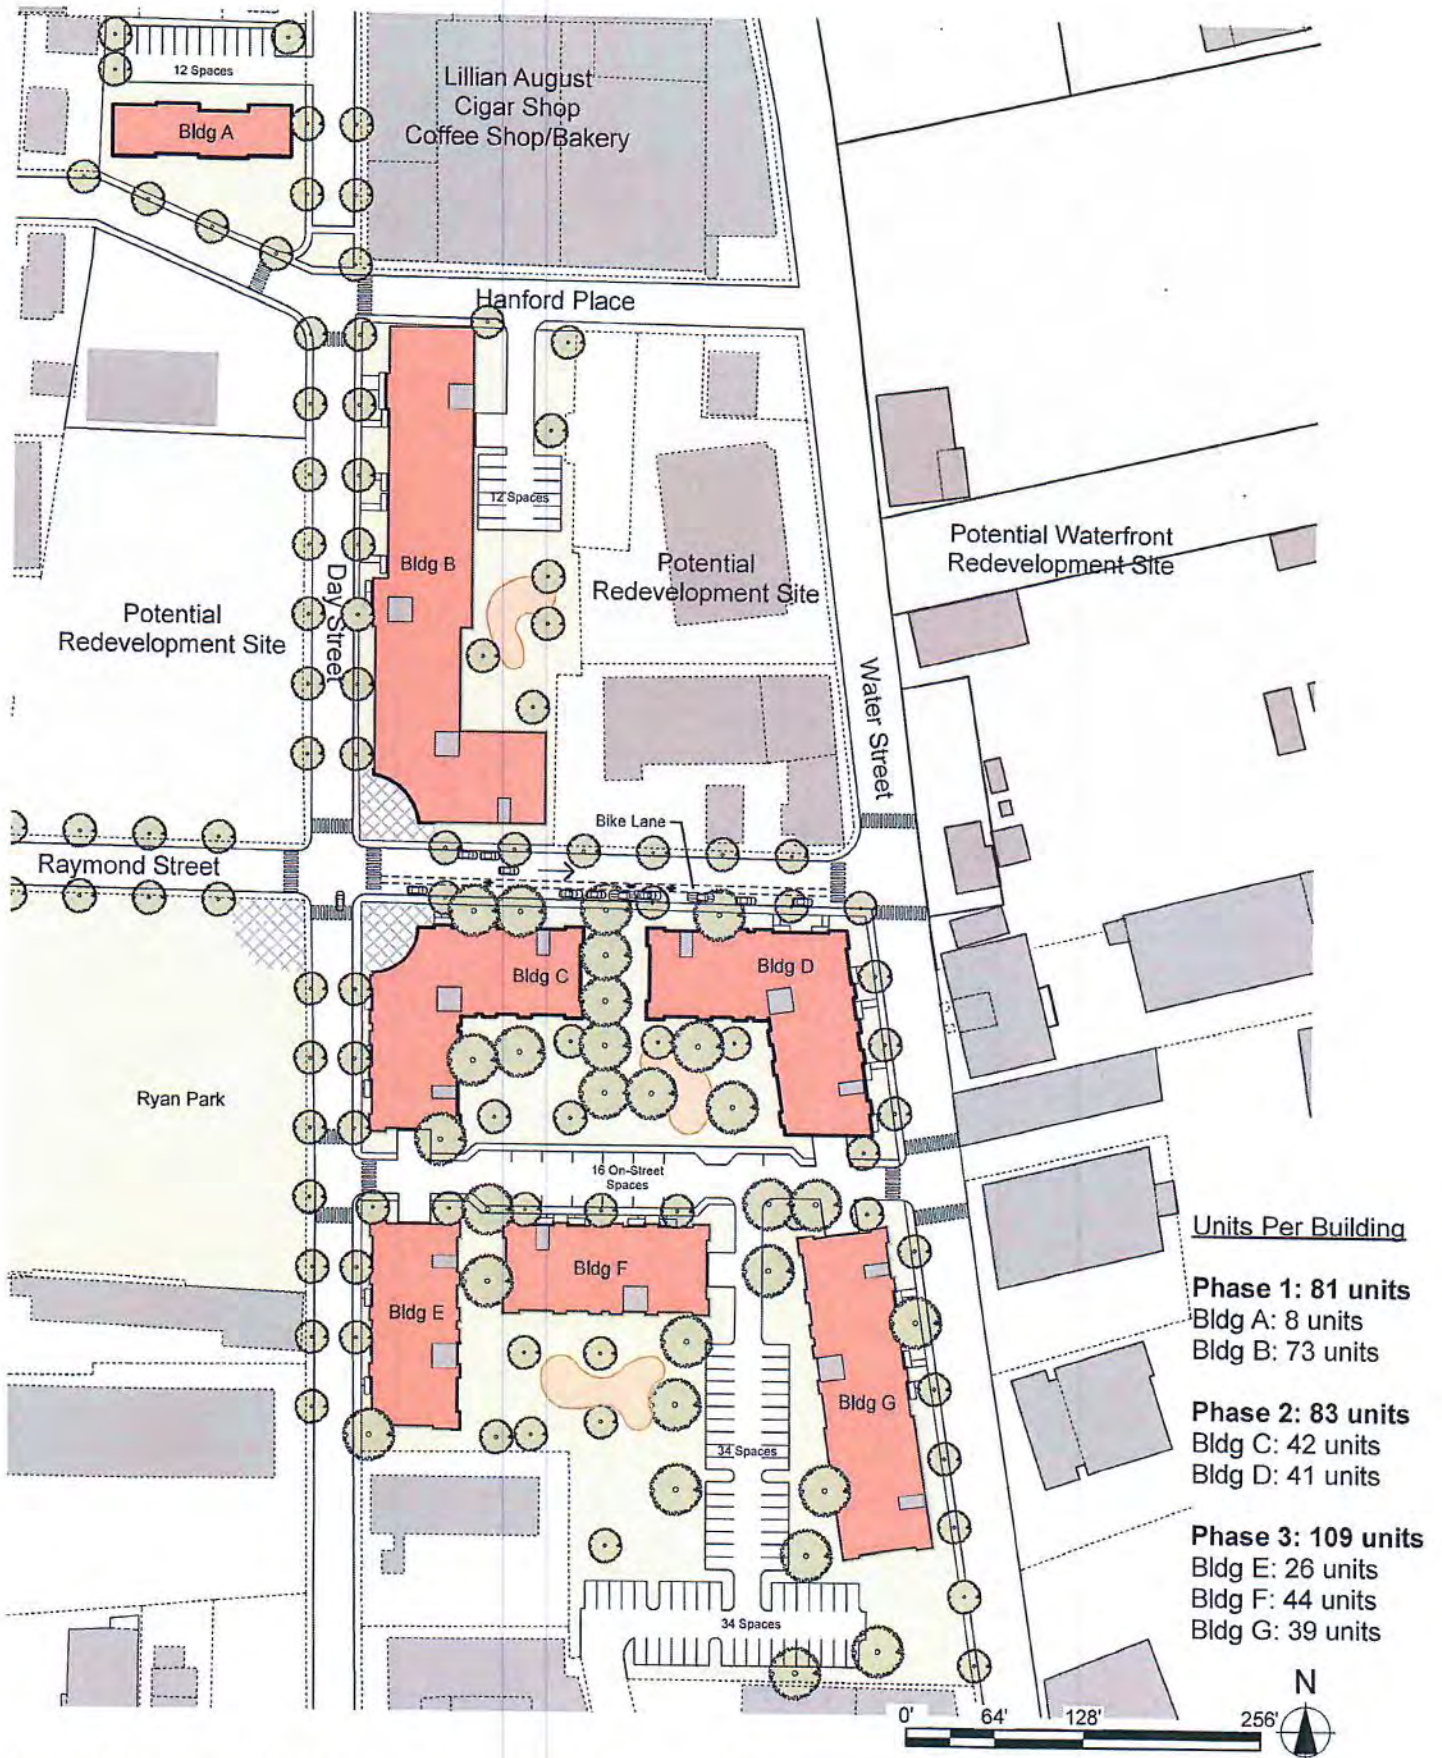 12 Spaces
Bldg A
Lillian August
Cigar Shop
Coffee Shop/Bakery
Hanford Place
12 Spaces
Bldg B
Day Street
Potential
Redevelopment Site
Potential
Redevelopment Site
Potential Waterfront
Redevelopment Site
Water Street
Bike Lane
Raymond Street
Bldg C
Bldg D
Ryan Park
16 On-Street
Spaces
Bldg E
Bldg F
Bldg G
34 Spaces
34 Spaces
Units Per Building
Phase 1: 81 units
Bldg A: 8 units
Bldg B: 73 units
Phase 2: 83 units
Bldg C: 42 units
Bldg D: 41 units
Phase 3: 109 units
Bldg E: 26 units
Bldg F: 44 units
Bldg G: 39 units
N
0' 64' 128' 256'